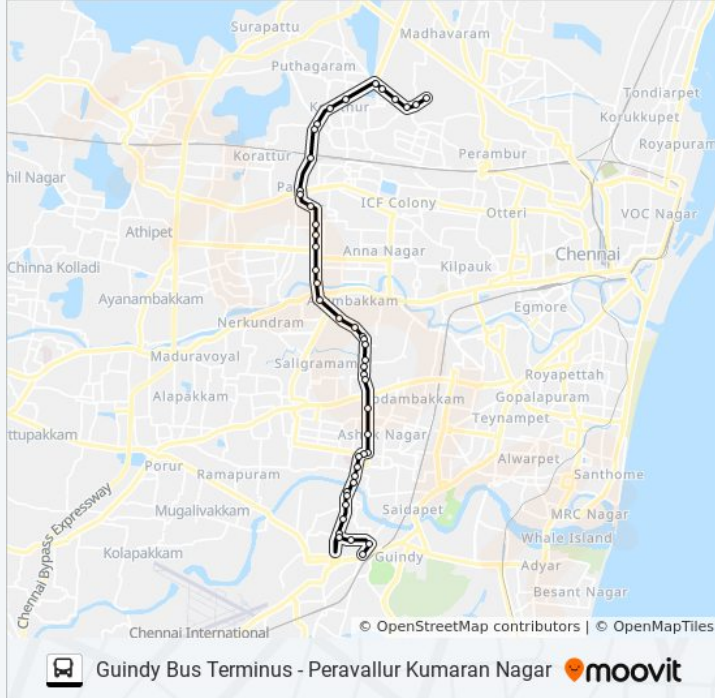 Surapattu
Madhavaram
Puthagaram
Tondiarpet
Korukkupet
Royapuram
Korattur
Perambur
hil Nagar
ICF Colony
Otteri
VOC Nagar
Athipet
Anna Nagar
Chennai
Chinna Kolladi
Kilpauk
Ayanambakkam
Egmore
Nerkundram
Maduravoyal
Saligramam
Royapettah
Alapakkam
Gopalapuram
Teynampet
ttupakkam
Ashok Nagar
Alwarpet
Porur
Ramapuram
Santhome
Mugalivakkam
Saidapet
MRC Nagar
Chennai Bypass Expressway
Kolapakkam
Whale Island
Guindy
Adyar
Besant Nagar
Chennai International
© OpenStreetMap contributors | © OpenMapTiles
Guindy Bus Terminus - Peravallur Kumaran Nagar
moovit